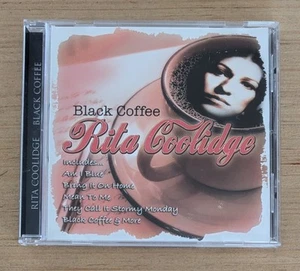 RITA COOLIDGE BLACK COFFEE
Black Coffee
Rita Coolidge
Includes...
Am I Blue
Bring It On Home
Mean To Me
They Call It Stormy Monday
Black Coffee & More